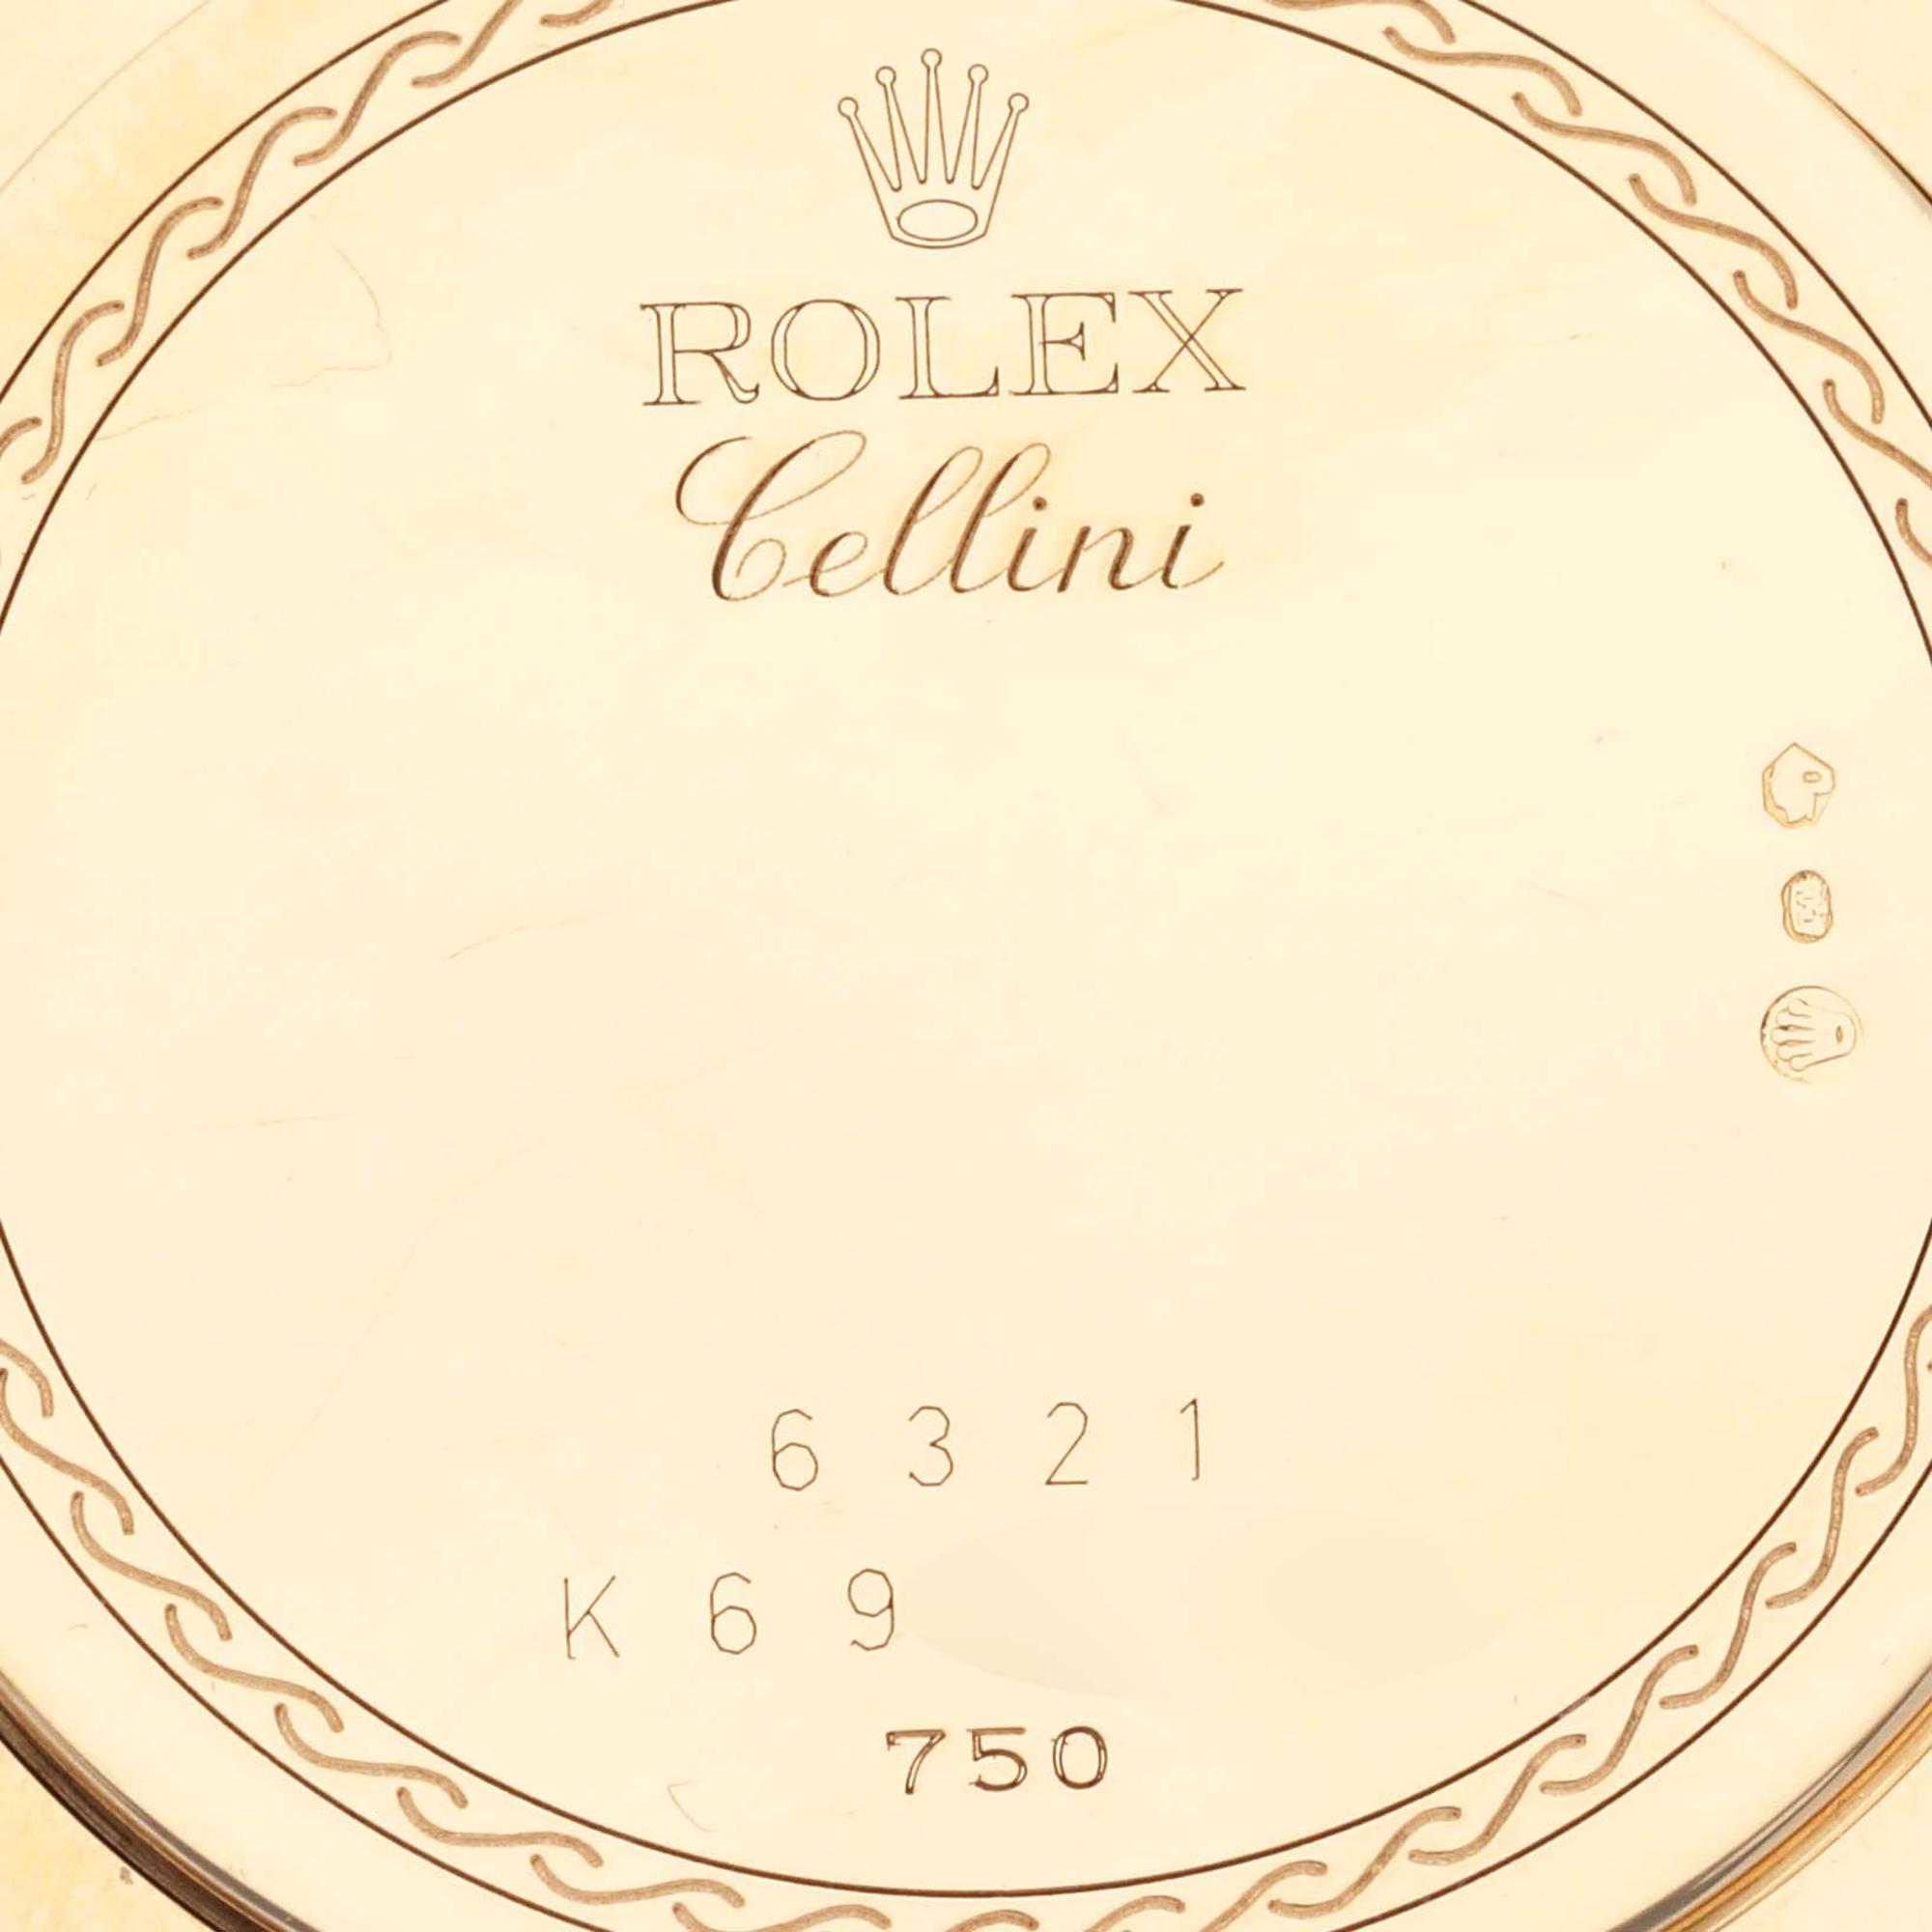 ROLEX
Cellini
6321
K69
750